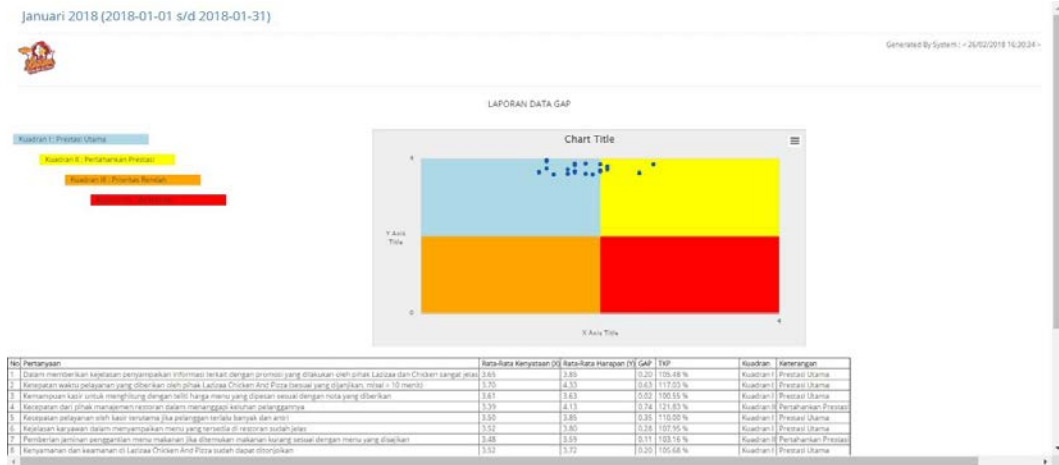 Januari 2018 (2018-01-01 s/d 2018-01-31)
Generated By System : < 26/02/2018 16:30:34 >
LAPORAN DATA GAP
Kuadran I : Prestasi Utama
Kuadran II : Pertahankan Prestasi
Kuadran III : Prioritas Rendah
Chart Title
4
Y Axis
Title
0
4
X Axis Title
No Pertanyaan Rata-Rata Kenyataan (X) Rata-Rata Harapan (Y) GAP TKP Kuadran Keterangan
1 Dalam memberikan kejelasan penyampaian informasi terkait dengan promosi yang dilakukan oleh pihak Lazizaa dan Chicken sangat jelas 3.65 3.85 0.20 105.48 % Kuadran I Prestasi Utama
2 Kecepatan waktu pelayanan yang diberikan oleh pihak Lazizaa Chicken And Pizza (sesuai yang dijanjikan, misal = 10 menit) 3.70 4.33 0.63 117.03 % Kuadran I Prestasi Utama
3 Kemampuan kasir untuk menghitung dengan teliti harga menu yang dipesan sesuai dengan nota yang diberikan 3.61 3.63 0.02 100.55 % Kuadran I Prestasi Utama
4 Kecepatan dari pihak manajemen restoran dalam menanggapi keluhan pelanggannya 3.39 4.13 0.74 121.83 % Kuadran II Pertahankan Prestasi
5 Kecepatan pelayanan oleh kasir terutama jika pelanggan terlalu banyak dan antri 3.50 3.85 0.35 110.00 % Kuadran I Prestasi Utama
6 Kejelasan karyawan dalam menyampaikan menu yang tersedia di restoran sudah jelas 3.52 3.80 0.28 107.95 % Kuadran I Prestasi Utama
7 Pemberian jaminan penggantian menu makanan jika ditemukan makanan kurang sesuai dengan menu yang disajikan 3.48 3.59 0.11 103.16 % Kuadran II Pertahankan Prestasi
8 Kenyamanan dan keamanan di Lazizaa Chicken And Pizza sudah dapat ditonjolkan 3.52 3.72 0.20 105.68 % Kuadran I Prestasi Utama